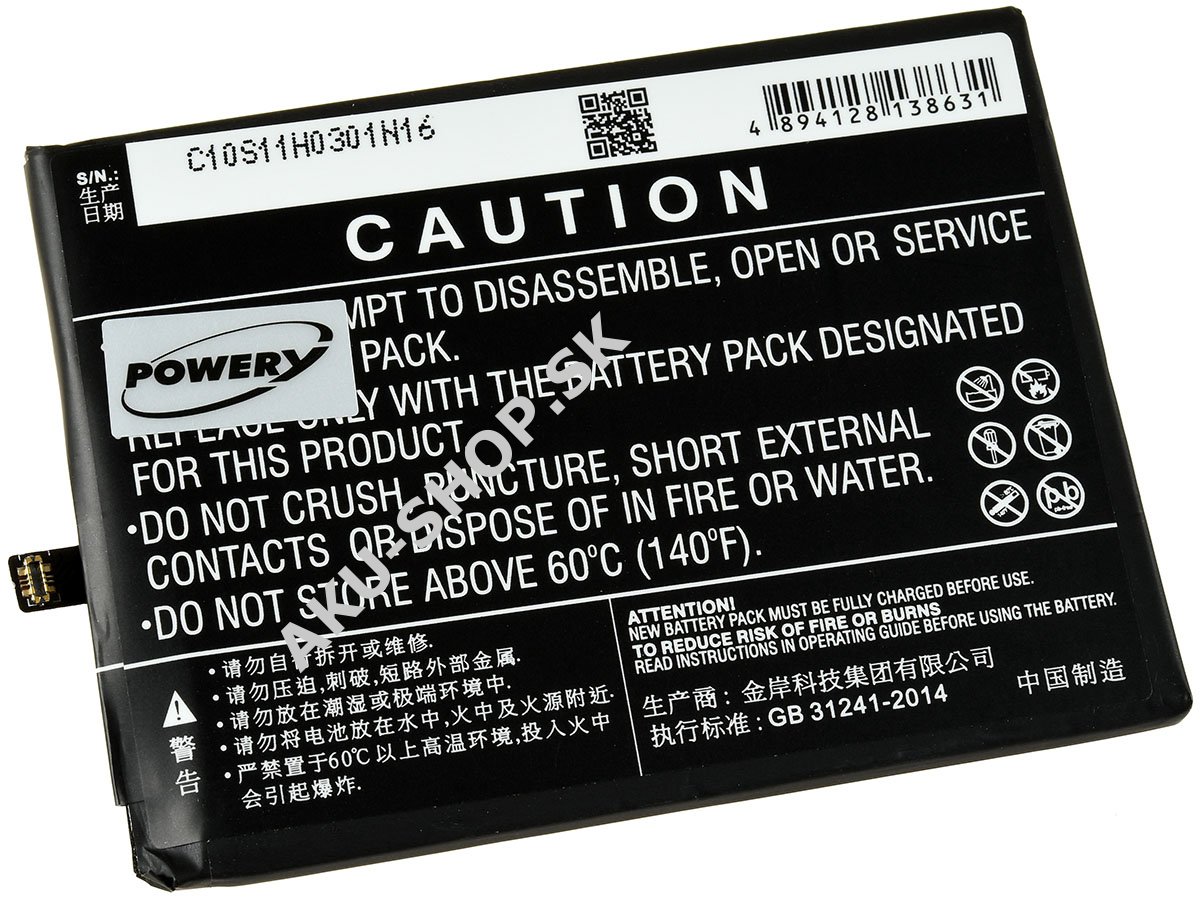 S/N.:
生产
日期
C10S11H0301N16
4 894128 138631
CAUTION
MPT TO DISASSEMBLE, OPEN OR SERVICE
PACK.
REPLACE ONLY WITH THE BATTERY PACK DESIGNATED
FOR THIS PRODUCT
•DO NOT CRUSH, PUNCTURE, SHORT EXTERNAL
CONTACTS OR DISPOSE OF IN FIRE OR WATER.
•DO NOT STORE ABOVE 60°C (140°F).
POWERY
AKU-SHOP.SK
Pb
pb-free
ATTENTION!
NEW BATTERY PACK MUST BE FULLY CHARGED BEFORE USE.
TO REDUCE RISK OF FIRE OR BURNS
READ INSTRUCTIONS IN OPERATING GUIDE BEFORE USING THE BATTERY.
生产商: 金岸科技集团有限公司
执行标准: GB 31241-2014
中国制造
警
告
•请勿自行拆开或维修.
•请勿压迫,刺破,短路外部金属.
•请勿放在潮湿或极端环境中.
•请勿将电池放在水中,火中及火源附近.
•严禁置于60℃以上高温环境,投入火中
会引起爆炸.